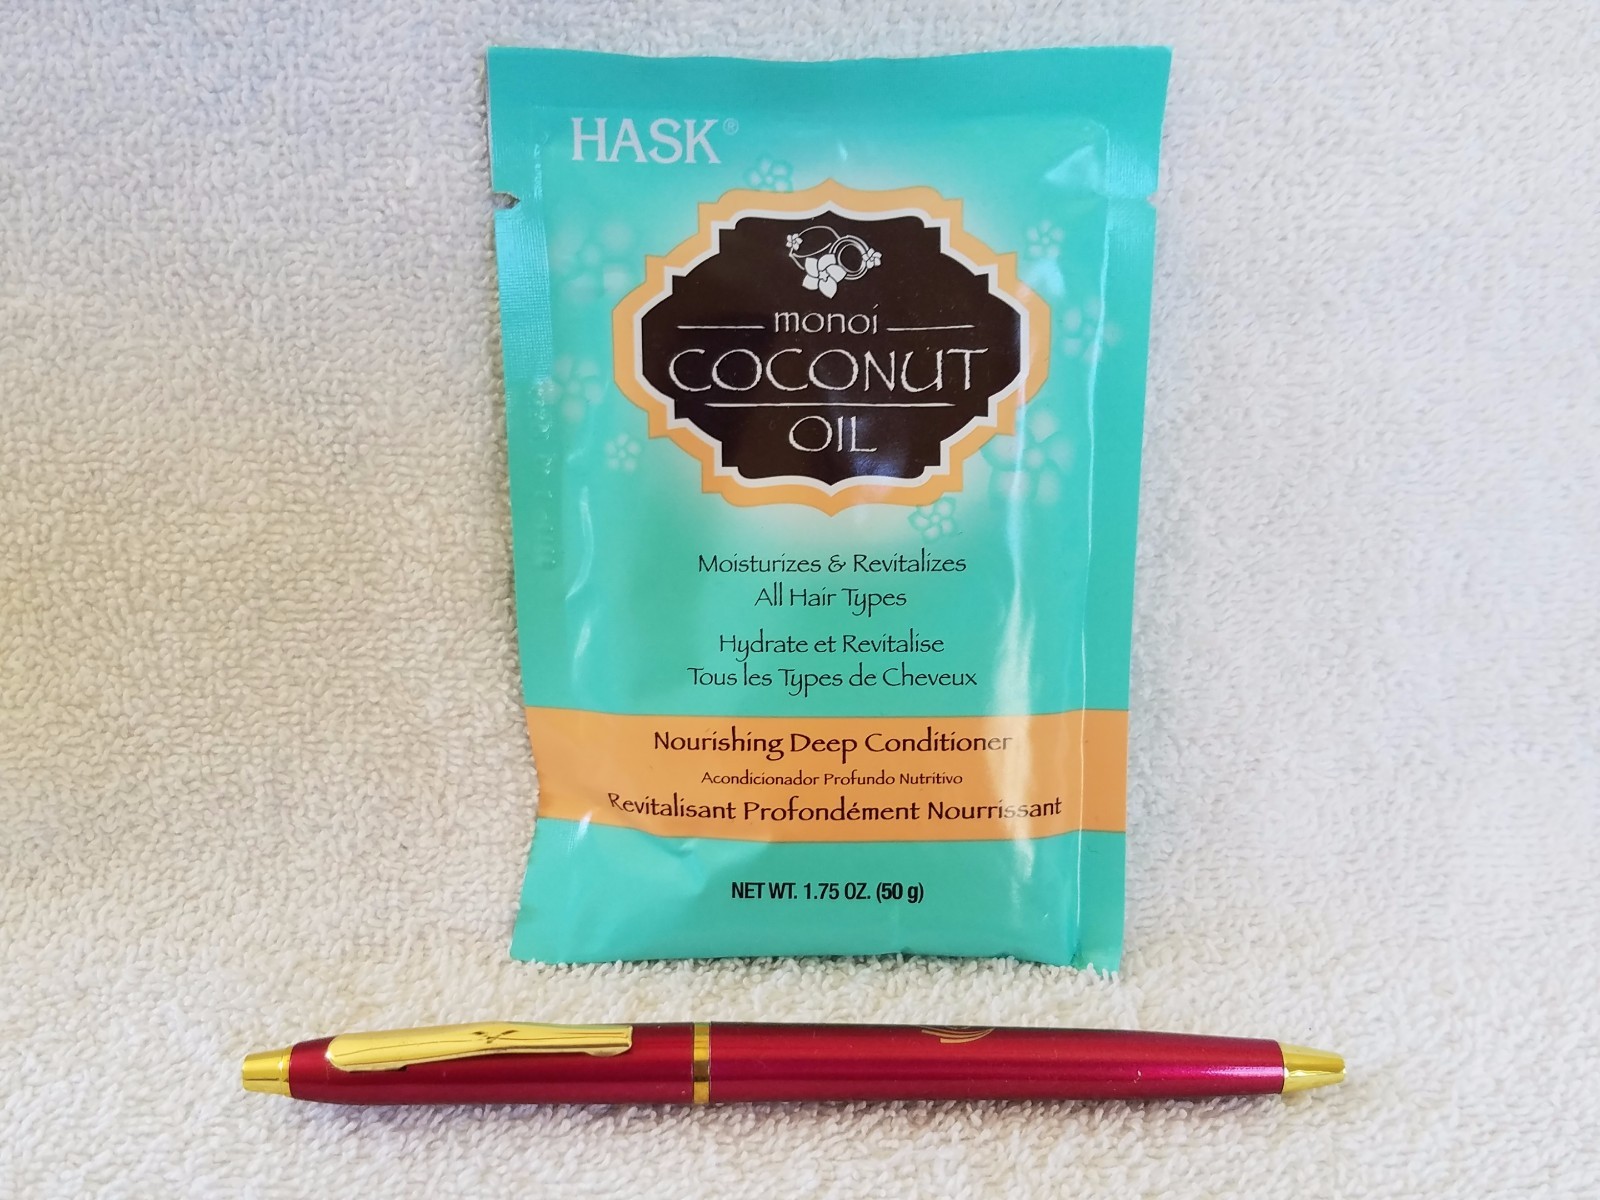 HASK®
monoi
COCONUT
OIL
Moisturizes & Revitalizes
All Hair Types
Hydrate et Revitalise
Tous les Types de Cheveux
Nourishing Deep Conditioner
Acondicionador Profundo Nutritivo
Revitalisant Profondément Nourrissant
NET WT. 1.75 OZ. (50 g)